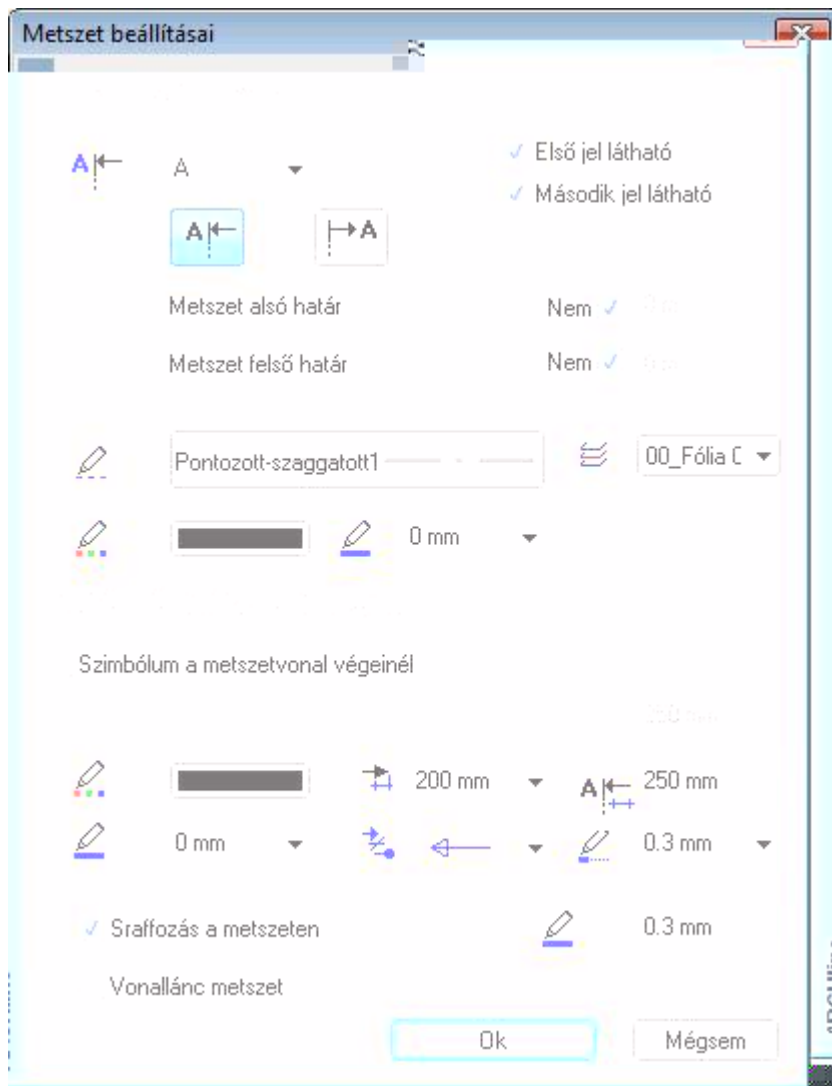 Metszet beállításai
A A
Első jel látható
Második jel látható
A A
Metszet alsó határ Nem
Metszet felső határ Nem
Pontozott-szaggatott1 00_Fólia
0 mm
Szimbólum a metszetvonal végeinél
200 mm A 250 mm
0 mm 0.3 mm
Sraffozás a metszeten 0.3 mm
Vonallánc metszet
Ok Mégsem